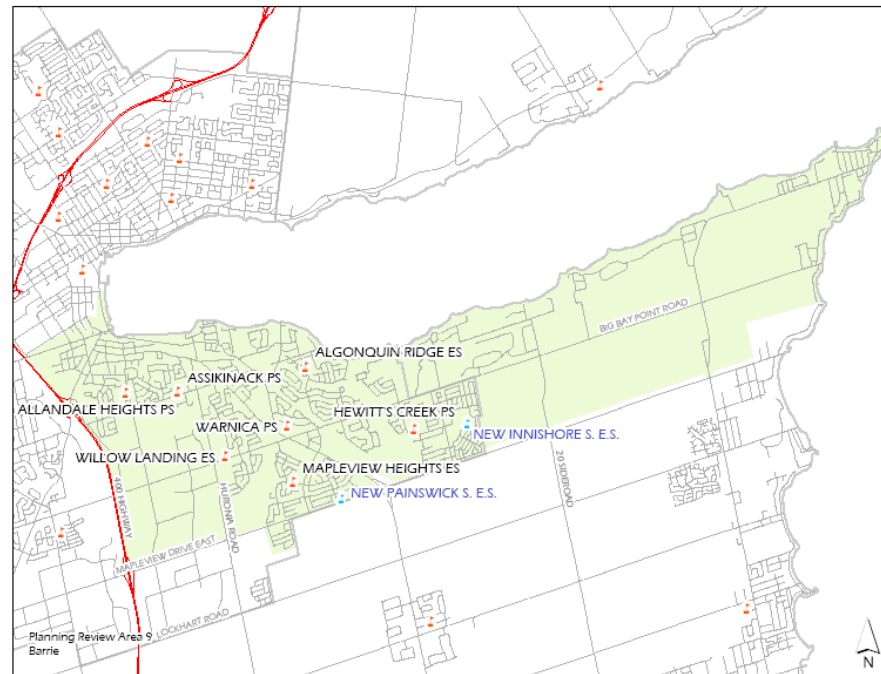 BIG BAY POINT ROAD
ALGONQUIN RIDGE ES
ASSIKINACK PS
ALLANDALE HEIGHTS PS
HEWITT'S CREEK PS
WARNICA PS
NEW INNISHORE S. E.S.
WILLOW LANDING ES
MAPLEVIEW HEIGHTS ES
20 SIDEROAD
400 HIGHWAY
HURONIA ROAD
NEW PAINSWICK S. E.S.
MAPLEVIEW DRIVE EAST
LOCKHART ROAD
Planning Review Area 9
Barrie
N